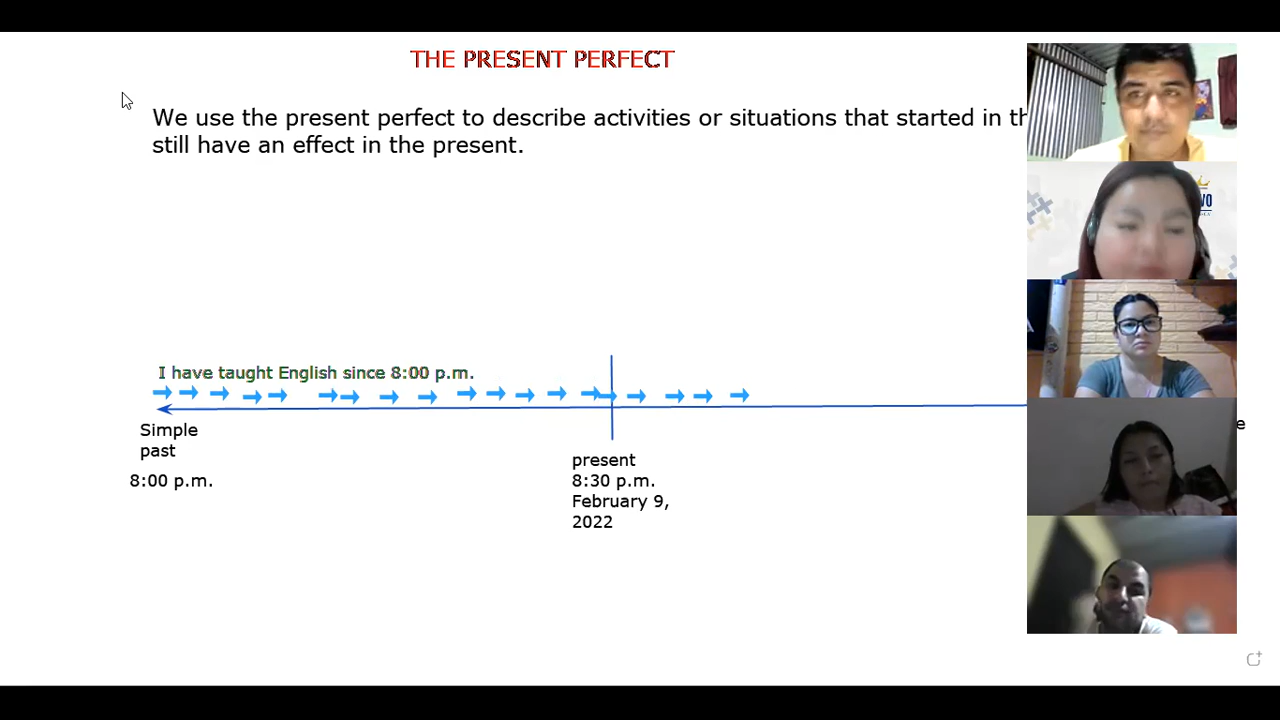 THE PRESENT PERFECT
We use the present perfect to describe activities or situations that started in th
still have an effect in the present.
I have taught English since 8:00 p.m.
Simple
past
8:00 p.m.
present
8:30 p.m.
February 9,
2022